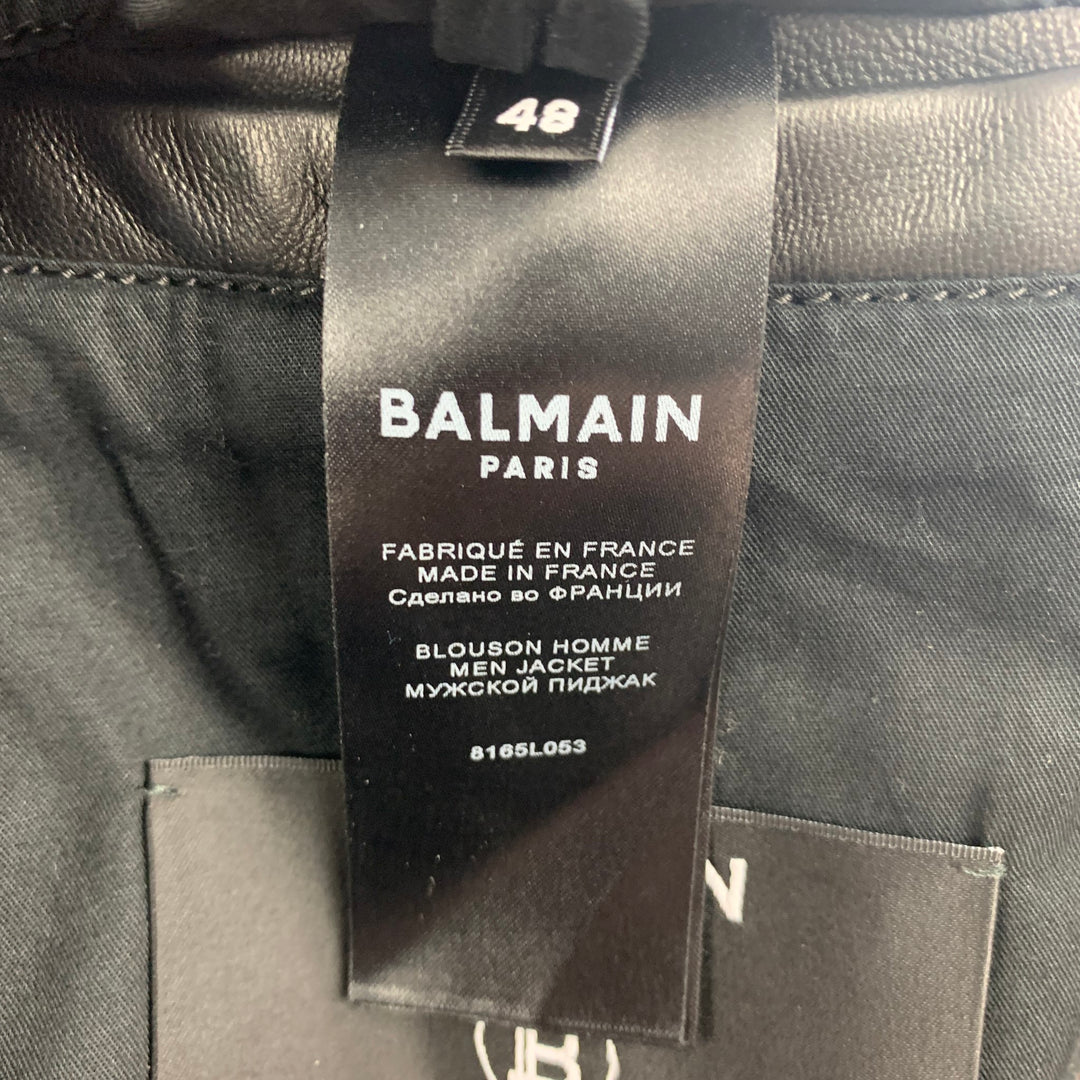 48
BALMAIN
PARIS
FABRIQUÉ EN FRANCE
MADE IN FRANCE
Сделано во ФРАНЦИИ
BLOUSON HOMME
MEN JACKET
МУЖСКОЙ ПИДЖАК
8165L053
N
B